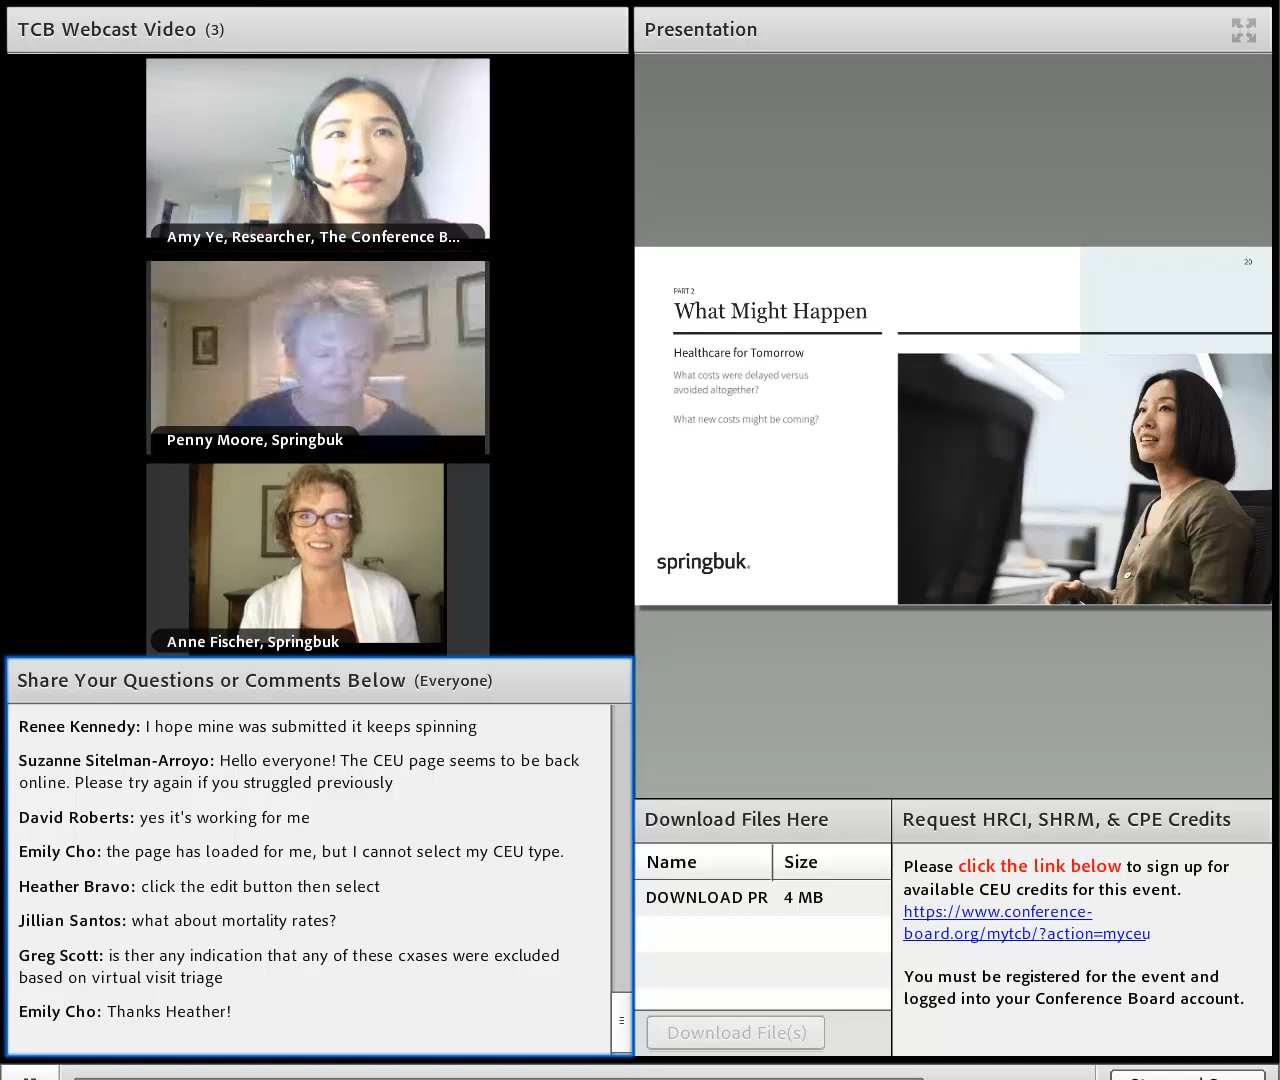 TCB Webcast Video (3)
Amy Ye, Researcher, The Conference B...
Penny Moore, Springbuk
Anne Fischer, Springbuk
Share Your Questions or Comments Below (Everyone)
Renee Kennedy: I hope mine was submitted it keeps spinning
Suzanne Sitelman-Arroyo: Hello everyone! The CEU page seems to be back
online. Please try again if you struggled previously
David Roberts: yes it's working for me
Emily Cho: the page has loaded for me, but I cannot select my CEU type.
Heather Bravo: click the edit button then select
Jillian Santos: what about mortality rates?
Greg Scott: is ther any indication that any of these cxases were excluded
based on virtual visit triage
Emily Cho: Thanks Heather!
Presentation
20
PART 2
What Might Happen
Healthcare for Tomorrow
What costs were delayed versus
avoided altogether?
What new costs might be coming?
springbuk.
Download Files Here
Name Size
DOWNLOAD PR 4 MB
Download File(s)
Request HRCI, SHRM, & CPE Credits
Please click the link below to sign up for
available CEU credits for this event.
https://www.conference-
board.org/mytcb/?action=myceu
You must be registered for the event and
logged into your Conference Board account.